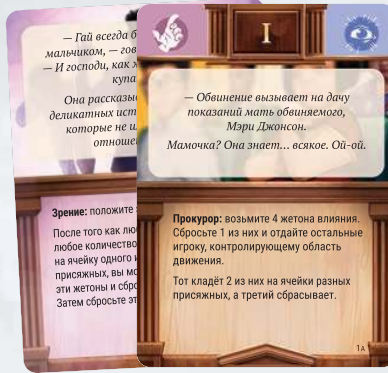 — Гай всегда б
мальчиком, — гов
— И господи, как
купа
Она рассказы
деликатных ист
которые не ш
отноше
Зрение: положите
После того как лю
любое количество
на ячейку одного и
присяжных, вы мо
эти жетоны и сбро
Затем сбросьте эт
I
— Обвинение вызывает на дачу
показаний мать обвиняемого,
Мэри Джонсон.
Мамочка? Она знает... всякое. Ой-ой.
Прокурор: возьмите 4 жетона влияния.
Сбросьте 1 из них и отдайте остальные
игроку, контролирующему область
движения.
Тот кладёт 2 из них на ячейки разных
присяжных, а третий сбрасывает.
1A